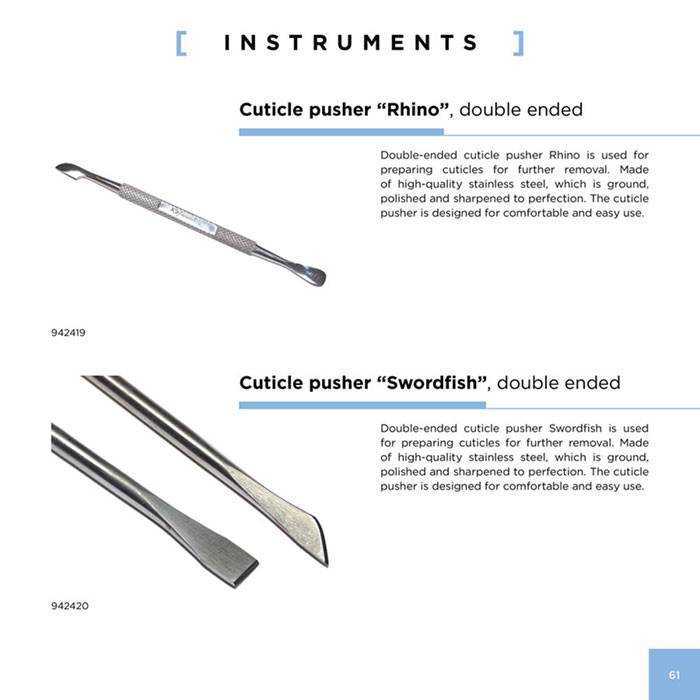 [ INSTRUMENTS ]
Cuticle pusher “Rhino”, double ended
Double-ended cuticle pusher Rhino is used for
preparing cuticles for further removal. Made
of high-quality stainless steel, which is ground,
polished and sharpened to perfection. The cuticle
pusher is designed for comfortable and easy use.
942419
Cuticle pusher “Swordfish”, double ended
Double-ended cuticle pusher Swordfish is used
for preparing cuticles for further removal. Made
of high-quality stainless steel, which is ground,
polished and sharpened to perfection. The cuticle
pusher is designed for comfortable and easy use.
942420
61